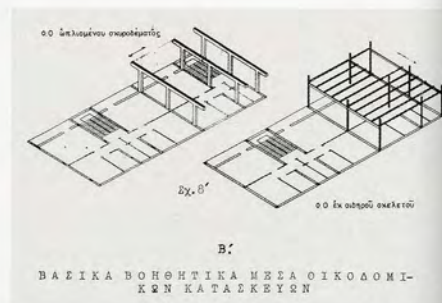 Ο.Ο ὡπλισμένου σκυροδέματος
Σχ. 8΄
Ο.Ο ἐκ σιδηροῦ σκελετοῦ
Β΄.
ΒΑΣΙΚΑ ΒΟΗΘΗΤΙΚΑ ΜΕΣΑ ΟΙΚΟΔΟΜΙ-
ΚΩΝ ΚΑΤΑΣΚΕΥΩΝ